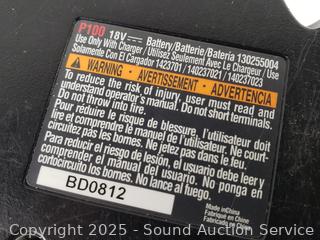 P100 18V⎓ Battery/Batterie/Batería 130255004
Use Only With Charger / Utilisez Seulement Avec Le Chargeur / Use
Solamente Con El Cargador 1423701 / 140237021 / 140237023
WARNING · AVERTISSEMENT · ADVERTENCIA
To reduce the risk of injury, user must read and
understand operator's manual. Do not short terminals.
Do not throw into fire.
Pour réduire le risque de blessure, l'utilisateur doit
lire et comprendre le manuel de l'utilisateur. Ne court-
circuitez pas les bornes. Ne jetez pas dans le feu.
Para reducir el riesgo de lesión, el usuario debe leer y
comprender el manual del usuario. No ponga en
cortocircuito los bornes. No lance al fuego.
BD0812
Made in China
Fabriqué en Chine
Fabricado en China
Copyright 2025 - Sound Auction Service